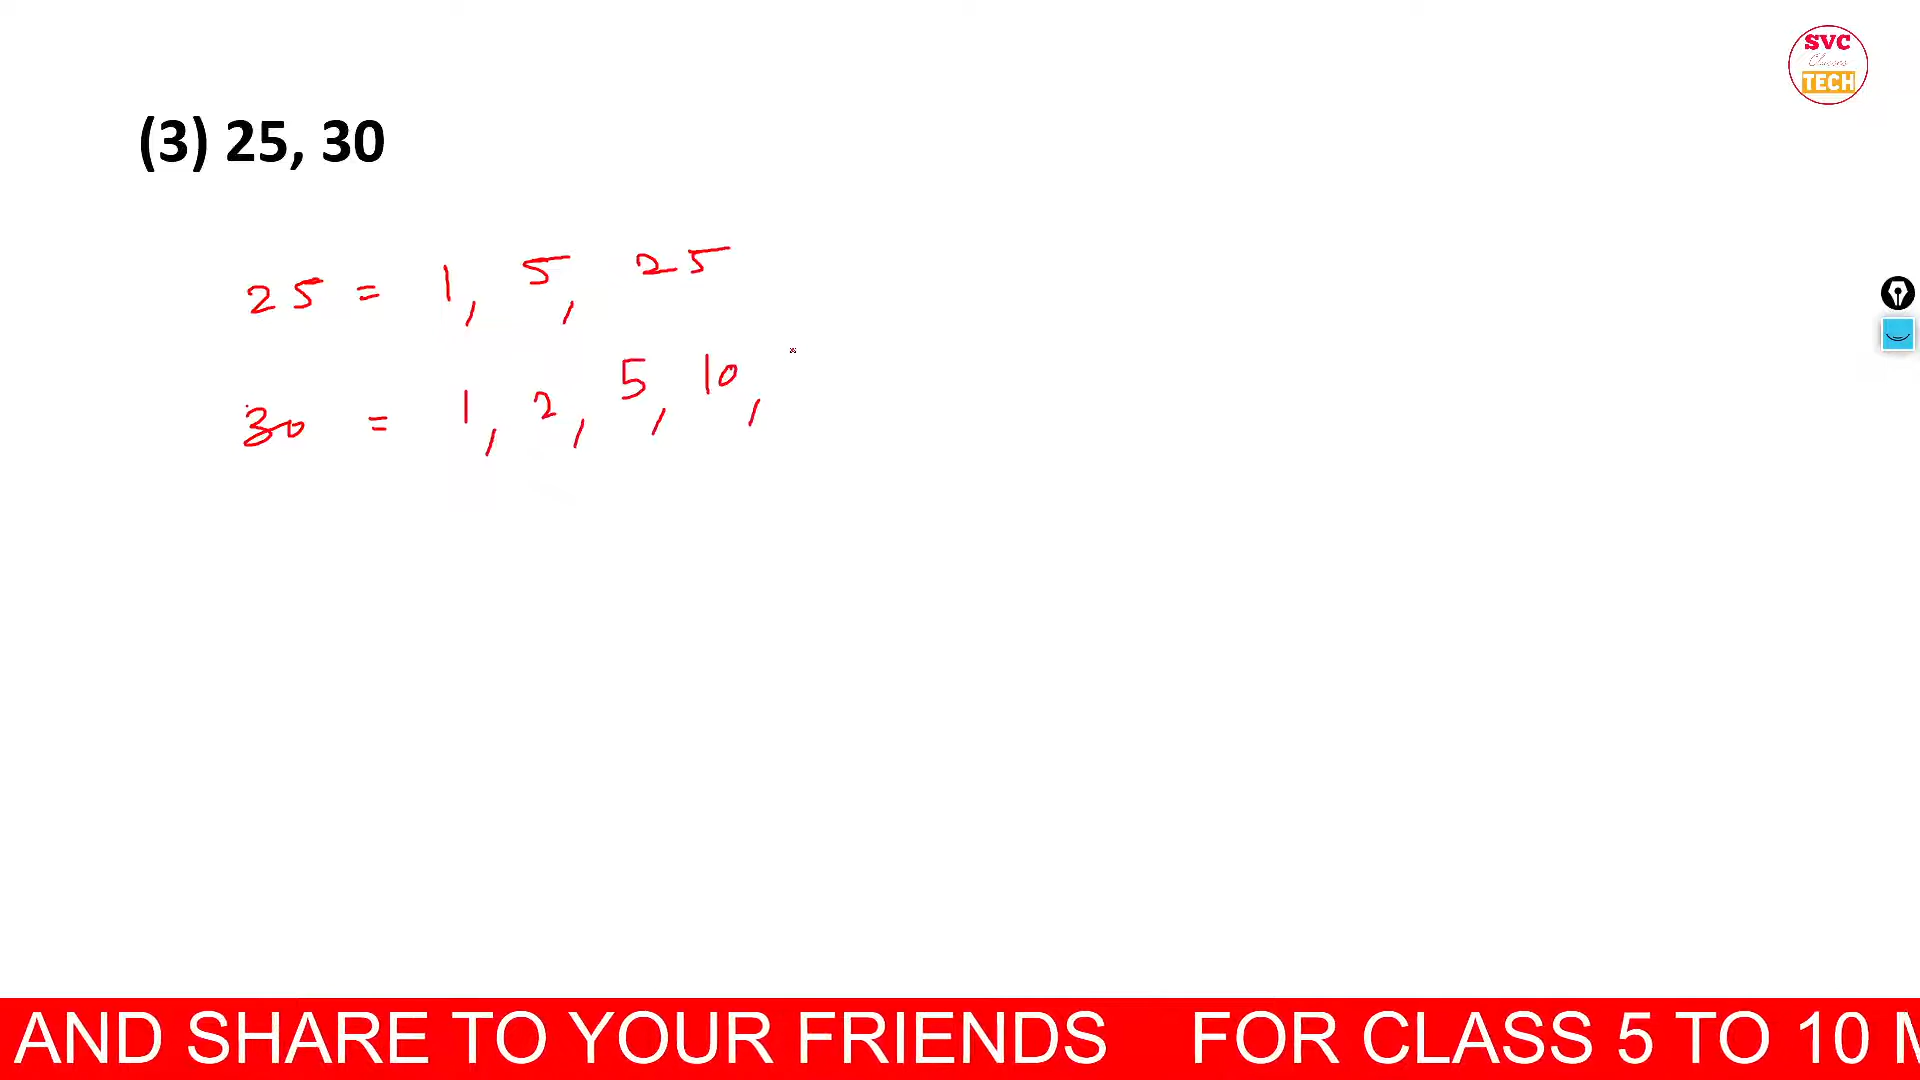 SVC
Classes
TECH
(3) 25, 30
25 = 1, 5, 25
30 = 1, 2, 5, 10,
AND SHARE TO YOUR FRIENDS FOR CLASS 5 TO 10 M